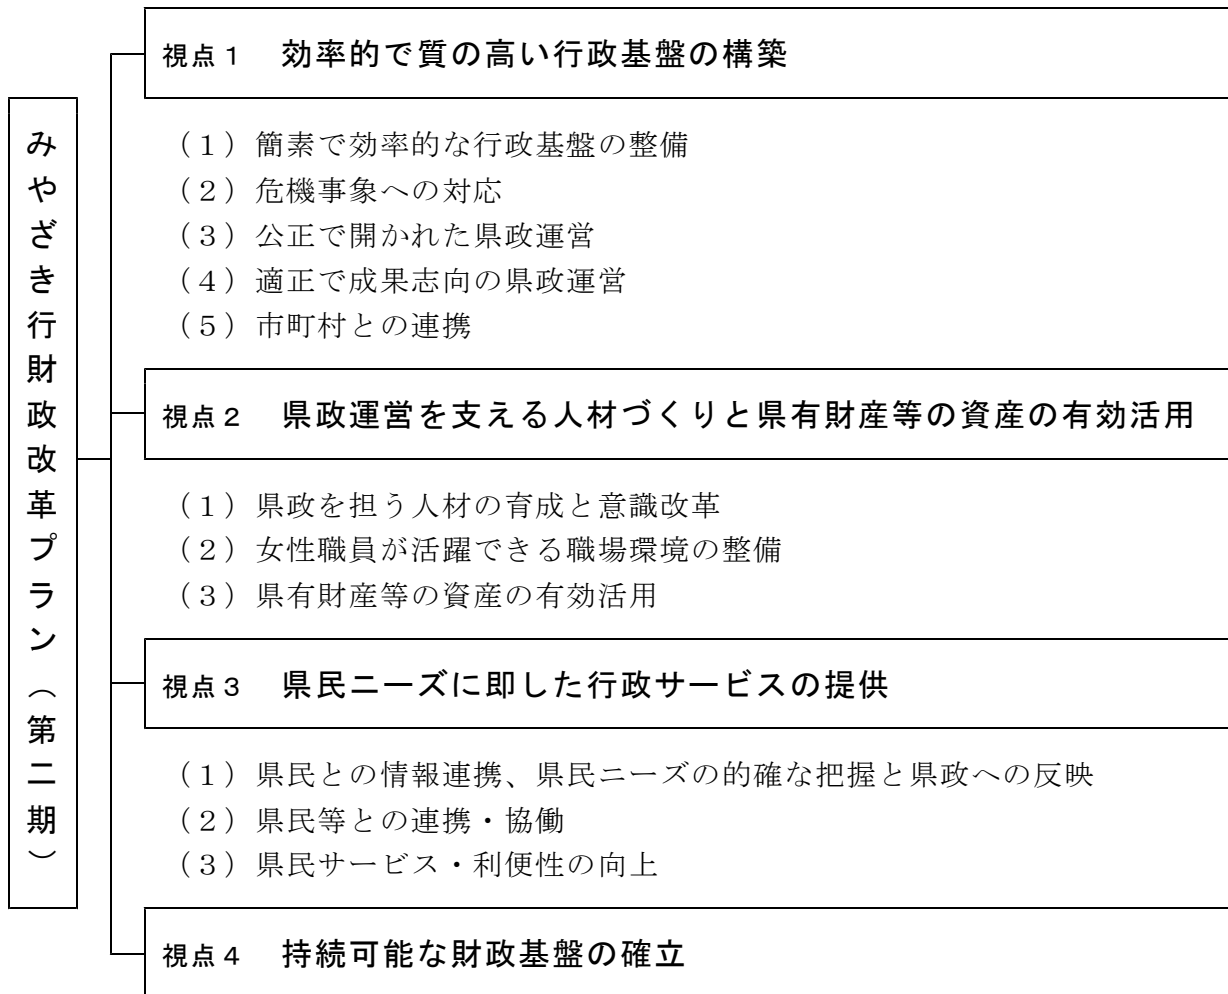 みやざき行財政改革プラン（第二期）
視点１　効率的で質の高い行政基盤の構築
（１）簡素で効率的な行政基盤の整備
（２）危機事象への対応
（３）公正で開かれた県政運営
（４）適正で成果志向の県政運営
（５）市町村との連携
視点２　県政運営を支える人材づくりと県有財産等の資産の有効活用
（１）県政を担う人材の育成と意識改革
（２）女性職員が活躍できる職場環境の整備
（３）県有財産等の資産の有効活用
視点３　県民ニーズに即した行政サービスの提供
（１）県民との情報連携、県民ニーズの的確な把握と県政への反映
（２）県民等との連携・協働
（３）県民サービス・利便性の向上
視点４　持続可能な財政基盤の確立